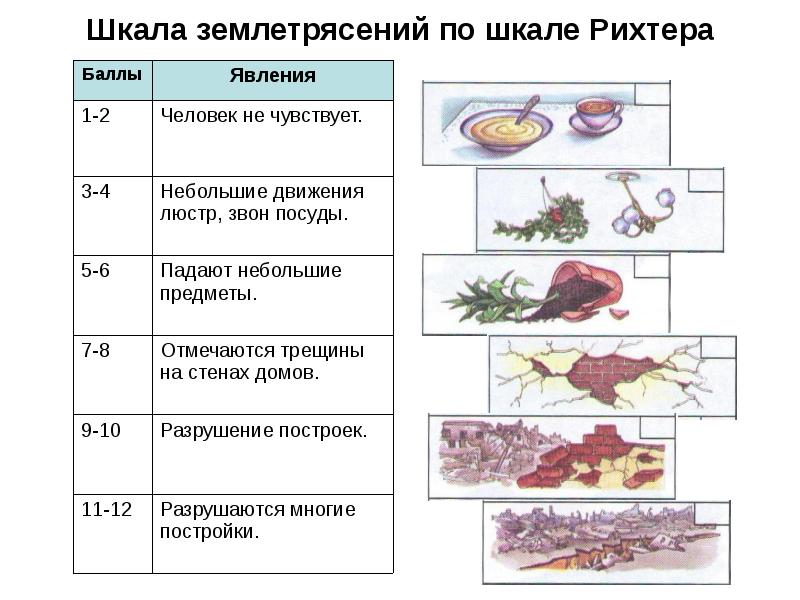 Шкала землетрясений по шкале Рихтера
Баллы
Явления
1-2
Человек не чувствует.
3-4
Небольшие движения
люстр, звон посуды.
5-6
Падают небольшие
предметы.
7-8
Отмечаются трещины
на стенах домов.
9-10
Разрушение построек.
11-12
Разрушаются многие
постройки.